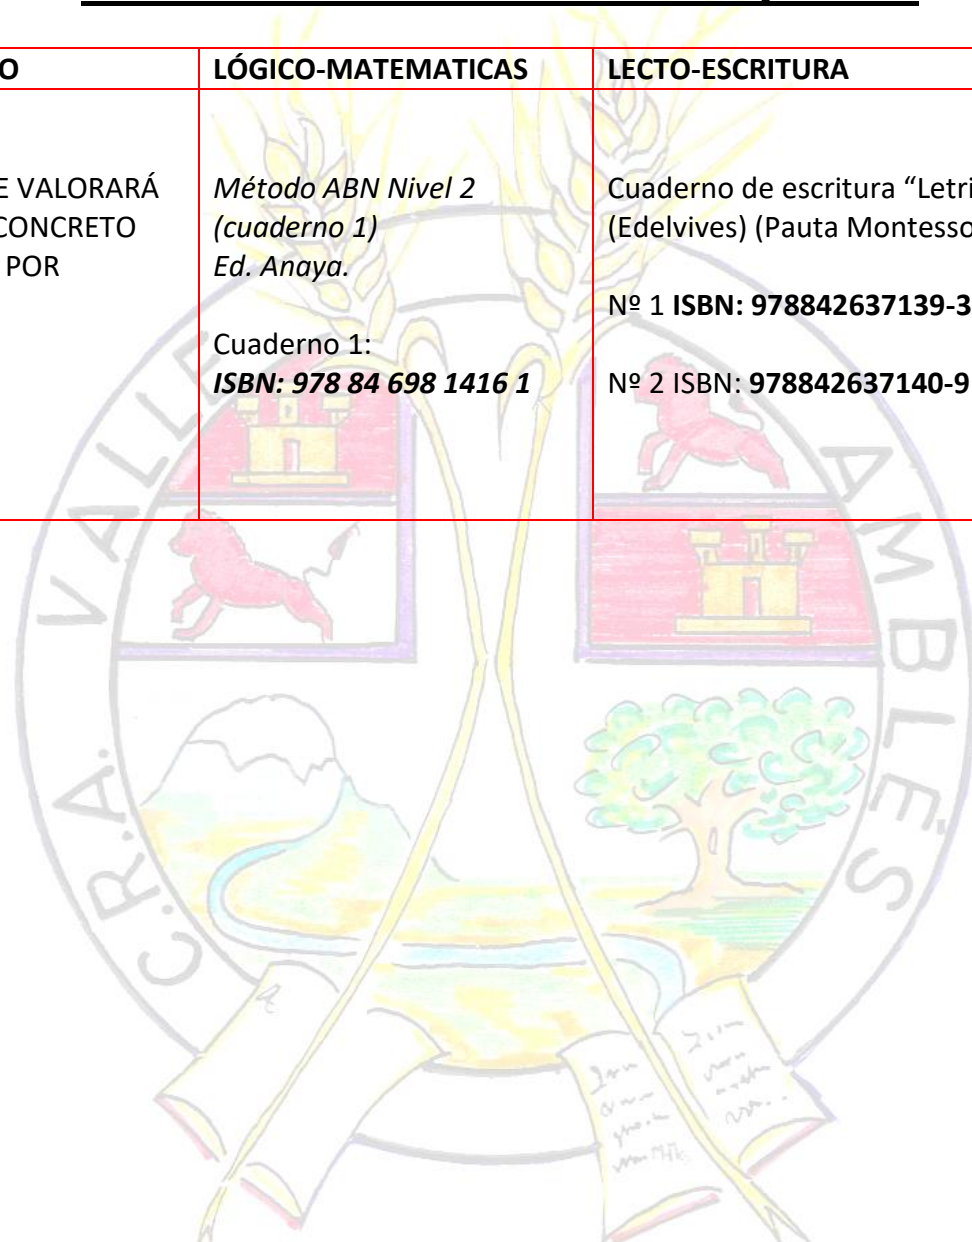 O
LÓGICO-MATEMATICAS
LECTO-ESCRITURA
E VALORARÁ
CONCRETO
POR
Método ABN Nivel 2
(cuaderno 1)
Ed. Anaya.
Cuaderno 1:
ISBN: 978 84 698 1416 1
Cuaderno de escritura “Letri
(Edelvives) (Pauta Montesso
Nº 1 ISBN: 978842637139-3
Nº 2 ISBN: 978842637140-9
C.R.A. VALLE AMBLÉS